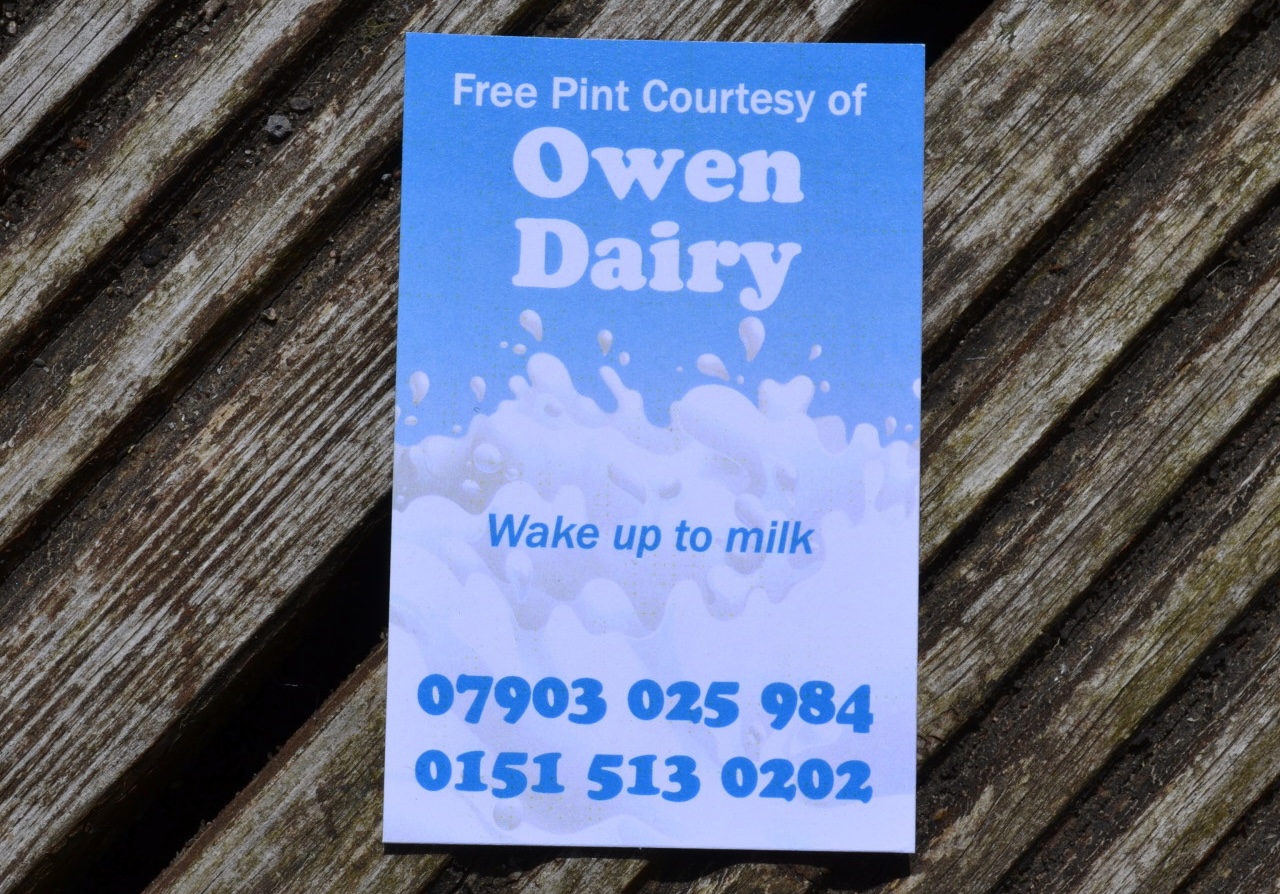 Free Pint Courtesy of
Owen
Dairy
Wake up to milk
07903 025 984
0151 513 0202